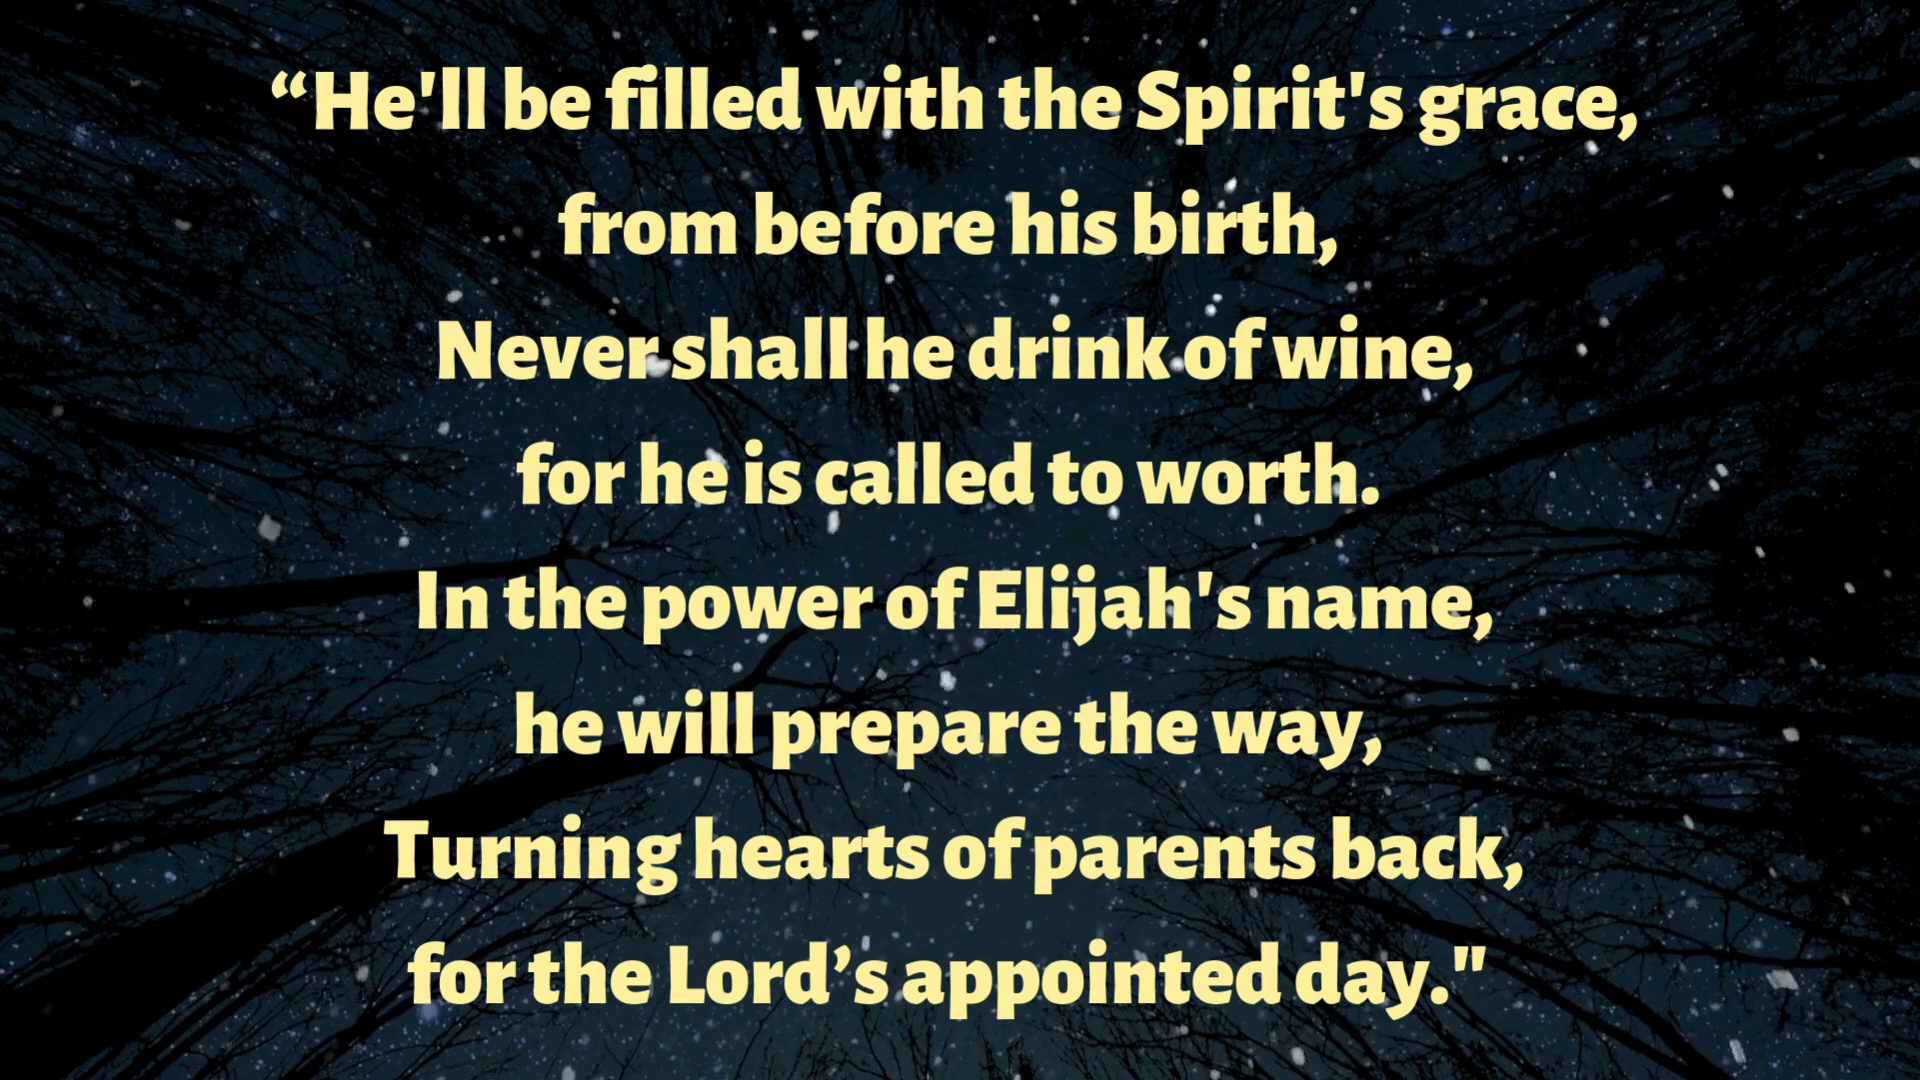 “He'll be filled with the Spirit's grace,
from before his birth,
Never shall he drink of wine,
for he is called to worth.
In the power of Elijah's name,
he will prepare the way,
Turning hearts of parents back,
for the Lord’s appointed day."